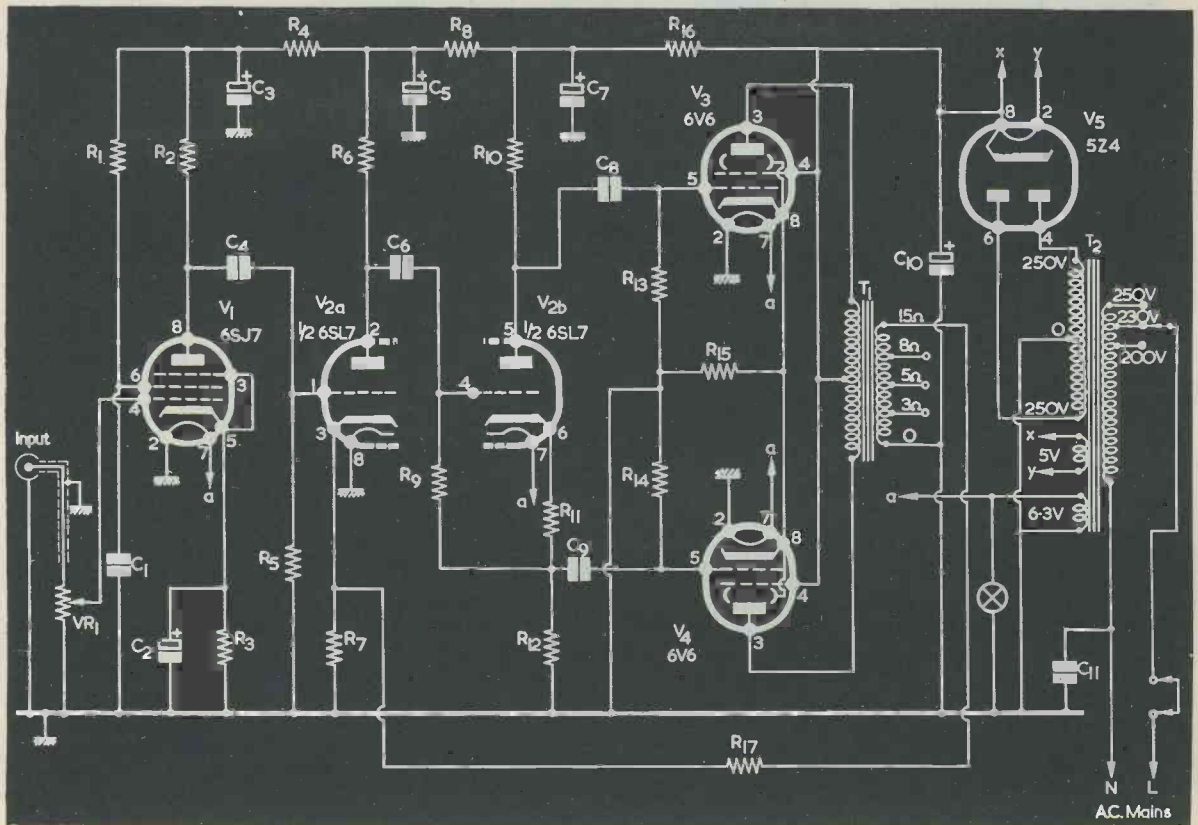 R4
R8
R16
x
y
C3
C5
C7
V3
6V6
3
8
2
V5
5Z4
R1
R2
R6
R10
C8
5
4
2
7
8
a
6
4
C4
C6
R13
C10
T2
250V
250V
230V
200V
0
V1
6SJ7
V2a
1/2 6SL7
V2b
1/2 6SL7
T1
15Ω
8Ω
5Ω
3Ω
0
8
2
5
R15
6
3
4
1
4
2
7
5
3
8
6
7
250V
x
5V
y
Input
a
R9
a
R14
a
a
6·3V
R11
2
7
8
R5
C1
C9
5
4
VR1
C2
R3
R7
R12
V4
6V6
3
C11
R17
N
L
A.C. Mains